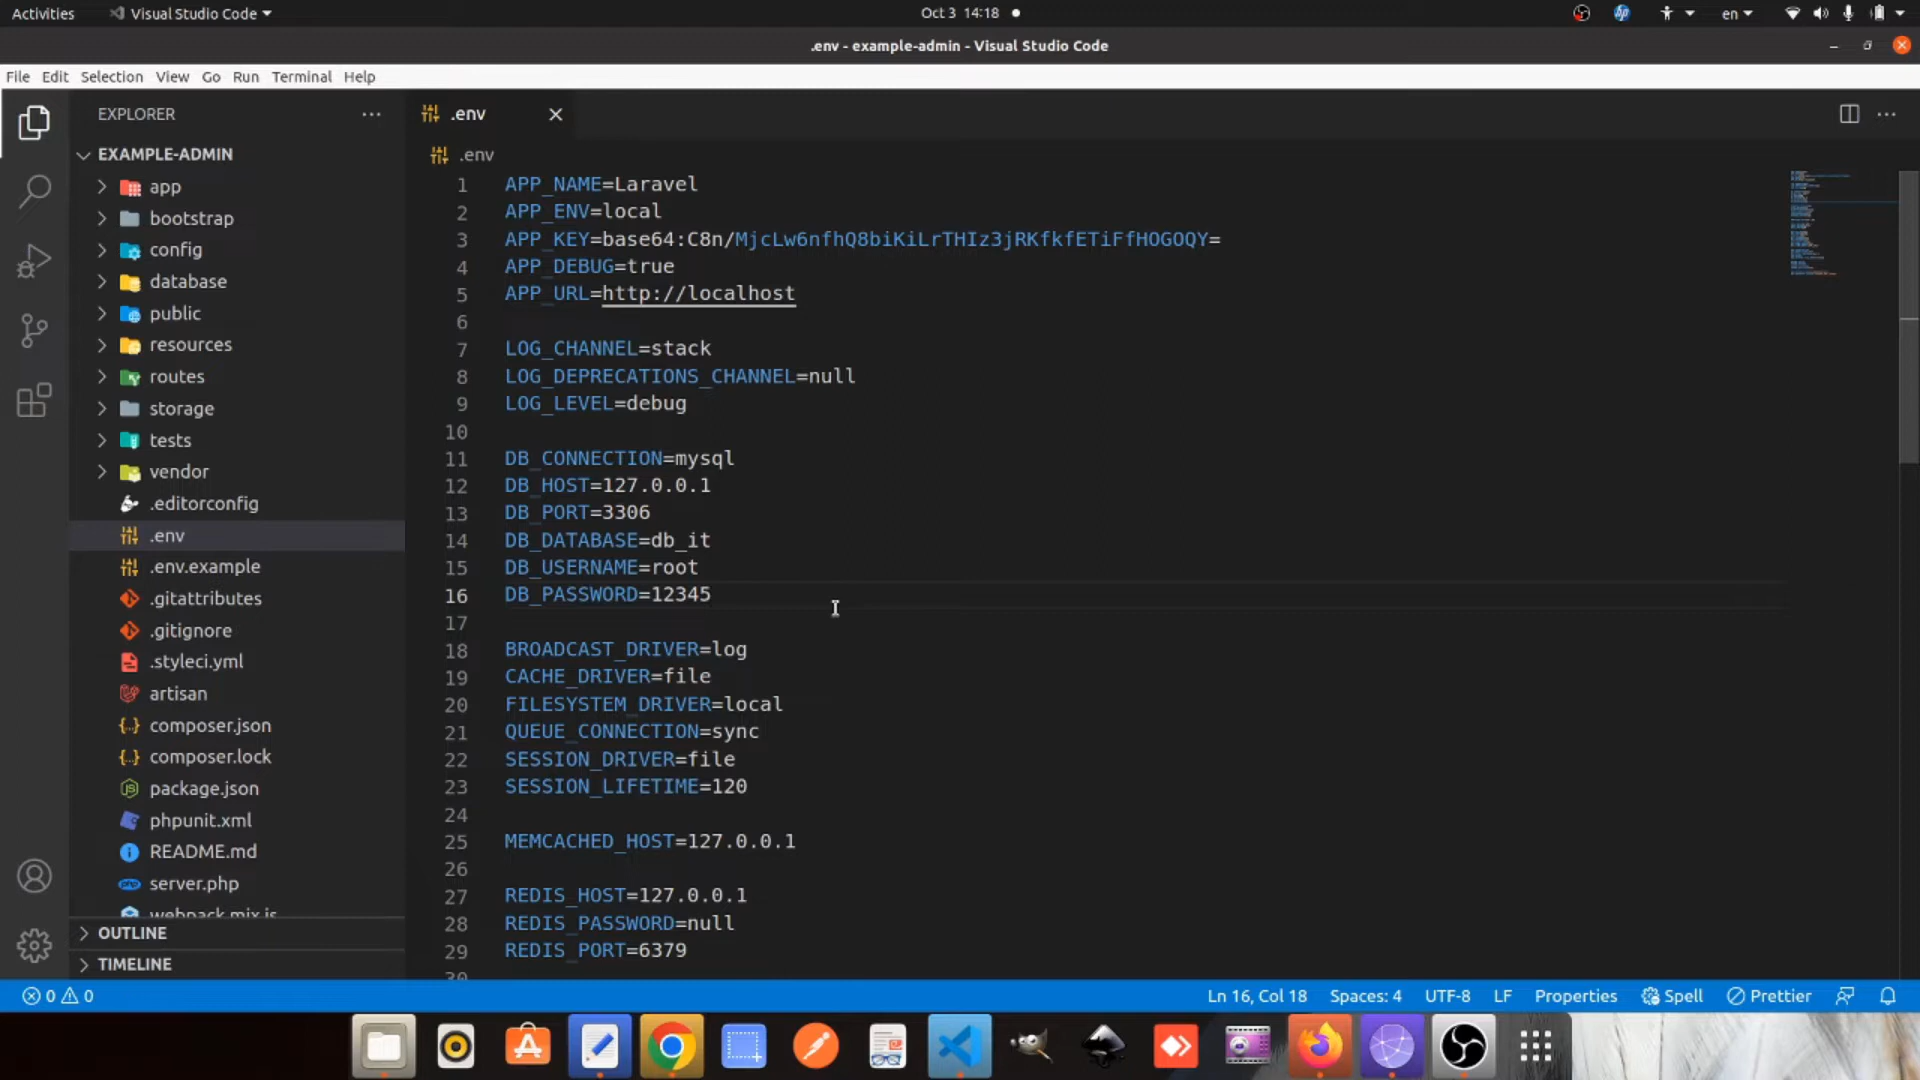 Activities
Visual Studio Code
Oct 3 14:18
en
.env - example-admin - Visual Studio Code
File Edit Selection View Go Run Terminal Help
EXPLORER
EXAMPLE-ADMIN
app
bootstrap
config
database
public
resources
routes
storage
tests
vendor
.editorconfig
.env
.env.example
.gitattributes
.gitignore
.styleci.yml
artisan
composer.json
composer.lock
package.json
phpunit.xml
README.md
server.php
webpack.mix.js
OUTLINE
TIMELINE
.env
.env
1 APP_NAME=Laravel
2 APP_ENV=local
3 APP_KEY=base64:C8n/MjcLw6nfhQ8biKiLrTHIz3jRKfkfETiFfHOGOQY=
4 APP_DEBUG=true
5 APP_URL=http://localhost
6
7 LOG_CHANNEL=stack
8 LOG_DEPRECATIONS_CHANNEL=null
9 LOG_LEVEL=debug
10
11 DB_CONNECTION=mysql
12 DB_HOST=127.0.0.1
13 DB_PORT=3306
14 DB_DATABASE=db_it
15 DB_USERNAME=root
16 DB_PASSWORD=12345
17
18 BROADCAST_DRIVER=log
19 CACHE_DRIVER=file
20 FILESYSTEM_DRIVER=local
21 QUEUE_CONNECTION=sync
22 SESSION_DRIVER=file
23 SESSION_LIFETIME=120
24
25 MEMCACHED_HOST=127.0.0.1
26
27 REDIS_HOST=127.0.0.1
28 REDIS_PASSWORD=null
29 REDIS_PORT=6379
30
0 0
Ln 16, Col 18 Spaces: 4 UTF-8 LF Properties Spell Prettier